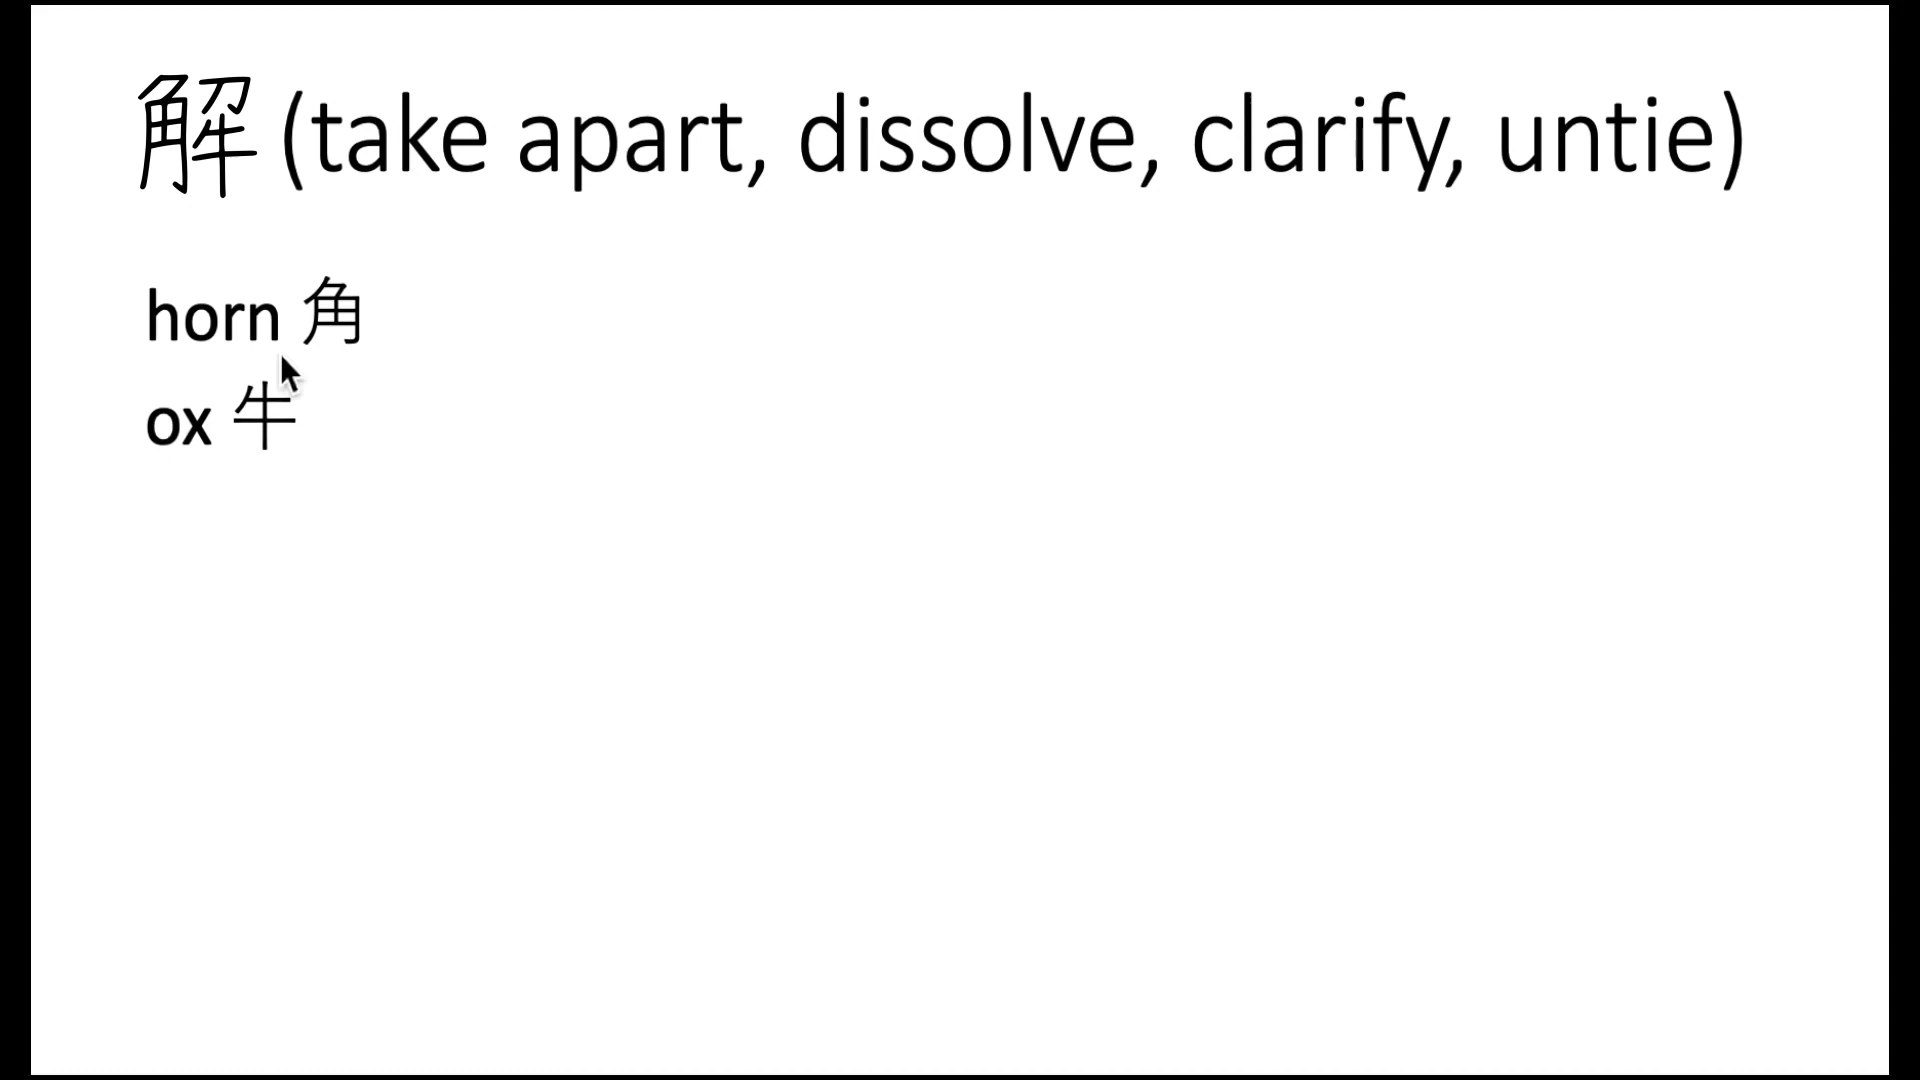 解 (take apart, dissolve, clarify, untie)
horn 角
ox 牛